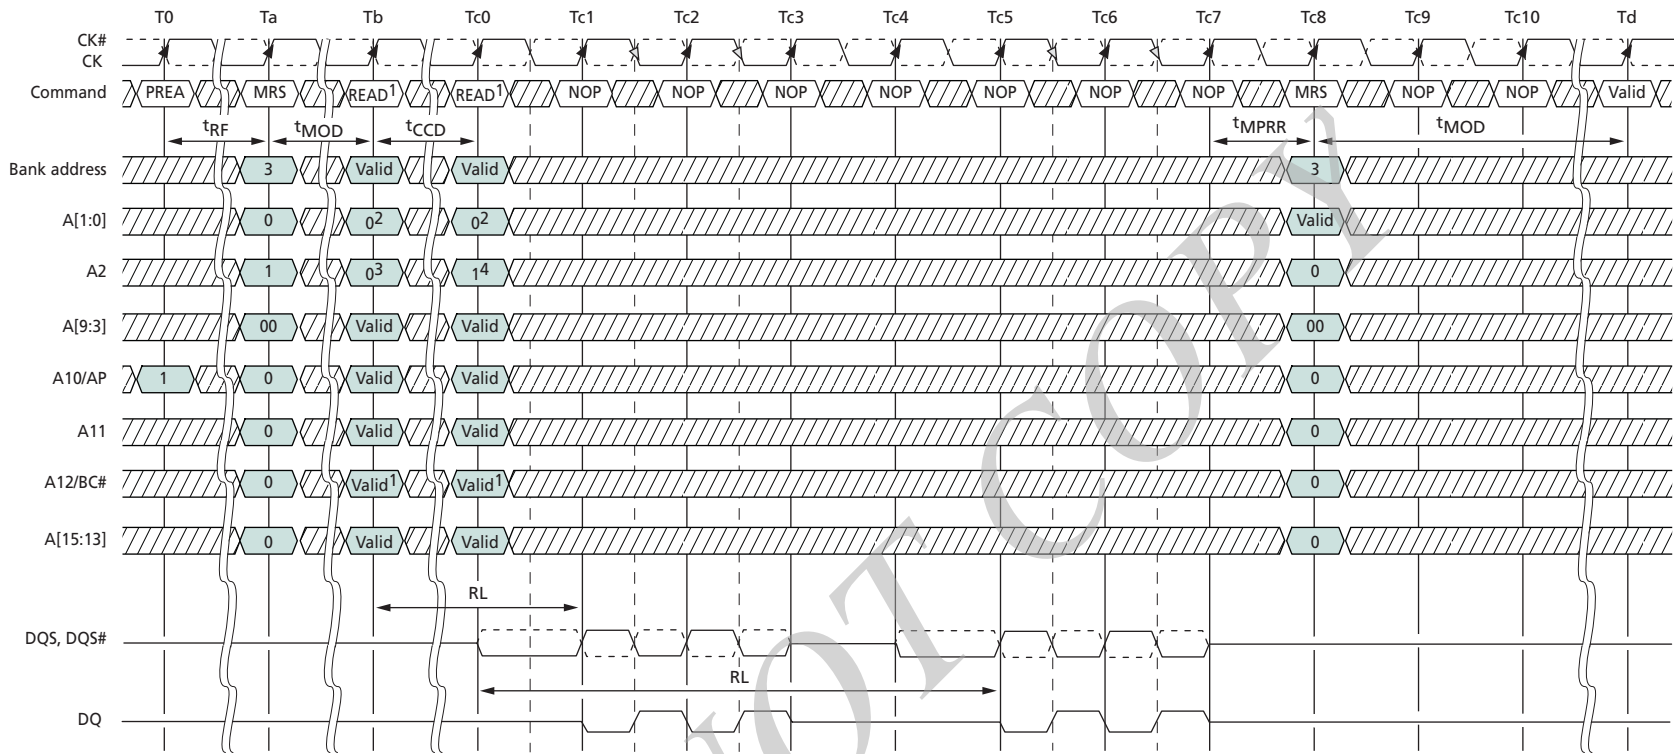 T0 Ta Tb Tc0 Tc1 Tc2 Tc3 Tc4 Tc5 Tc6 Tc7 Tc8 Tc9 Tc10 Td
CK#
CK
Command PREA MRS READ1 READ1 NOP NOP NOP NOP NOP NOP NOP MRS NOP NOP Valid
tRF tMOD tCCD tMPRR tMOD
Bank address 3 Valid Valid 3
A[1:0] 0 02 02 Valid
A2 1 03 14 0
A[9:3] 00 Valid Valid 00
A10/AP 1 0 Valid Valid 0
A11 0 Valid Valid 0
A12/BC# 0 Valid1 Valid1 0
A[15:13] 0 Valid Valid 0
RL
DQS, DQS#
RL
DQ
NOT COPY